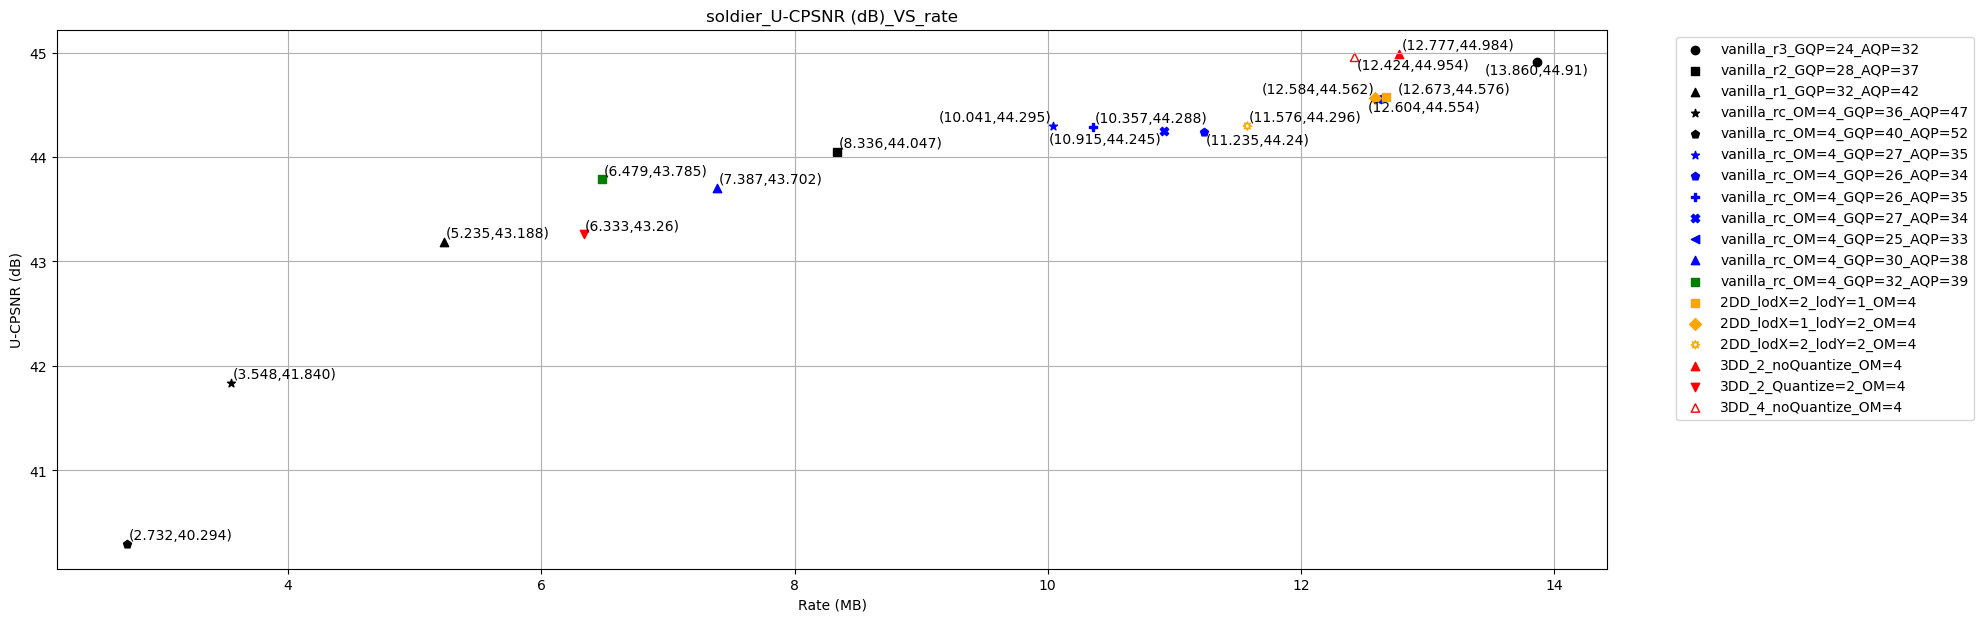 soldier_U-CPSNR (dB)_VS_rate
U-CPSNR (dB)
45
44
43
42
41
(12.777,44.984)
(12.424,44.954)
(13.860,44.91)
(12.584,44.562)
(12.673,44.576)
(12.604,44.554)
(10.041,44.295)
(10.357,44.288)
(11.576,44.296)
(10.915,44.245)
(11.235,44.24)
(8.336,44.047)
(6.479,43.785)
(7.387,43.702)
(6.333,43.26)
(5.235,43.188)
(3.548,41.840)
(2.732,40.294)
4
6
8
10
12
14
Rate (MB)
vanilla_r3_GQP=24_AQP=32
vanilla_r2_GQP=28_AQP=37
vanilla_r1_GQP=32_AQP=42
vanilla_rc_OM=4_GQP=36_AQP=47
vanilla_rc_OM=4_GQP=40_AQP=52
vanilla_rc_OM=4_GQP=27_AQP=35
vanilla_rc_OM=4_GQP=26_AQP=34
vanilla_rc_OM=4_GQP=26_AQP=35
vanilla_rc_OM=4_GQP=27_AQP=34
vanilla_rc_OM=4_GQP=25_AQP=33
vanilla_rc_OM=4_GQP=30_AQP=38
vanilla_rc_OM=4_GQP=32_AQP=39
2DD_lodX=2_lodY=1_OM=4
2DD_lodX=1_lodY=2_OM=4
2DD_lodX=2_lodY=2_OM=4
3DD_2_noQuantize_OM=4
3DD_2_Quantize=2_OM=4
3DD_4_noQuantize_OM=4